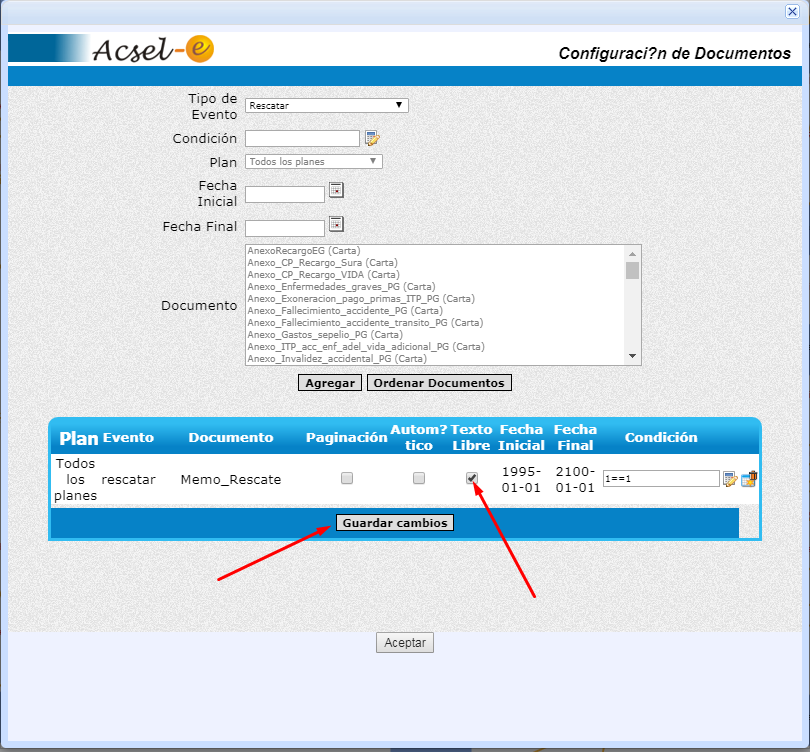 Acsel-e
Configuraci?n de Documentos
Tipo de
Evento
Rescatar
Condición
Plan
Todos los planes
Fecha
Inicial
Fecha Final
Documento
AnexoRecargoEG (Carta)
Anexo_CP_Recargo_Sura (Carta)
Anexo_CP_Recargo_VIDA (Carta)
Anexo_Enfermedades_graves_PG (Carta)
Anexo_Exoneracion_pago_primas_ITP_PG (Carta)
Anexo_Fallecimiento_accidente_PG (Carta)
Anexo_Fallecimiento_accidente_transito_PG (Carta)
Anexo_Gastos_sepelio_PG (Carta)
Anexo_ITP_acc_enf_adel_vida_adicional_PG (Carta)
Anexo_Invalidez_accidental_PG (Carta)
Agregar Ordenar Documentos
Plan Evento Documento Paginación Autom?
tico Texto
Libre Fecha
Inicial Fecha
Final Condición
Todos
los
planes rescatar Memo_Rescate 1995-
01-01 2100-
01-01 1==1
Guardar cambios
Aceptar